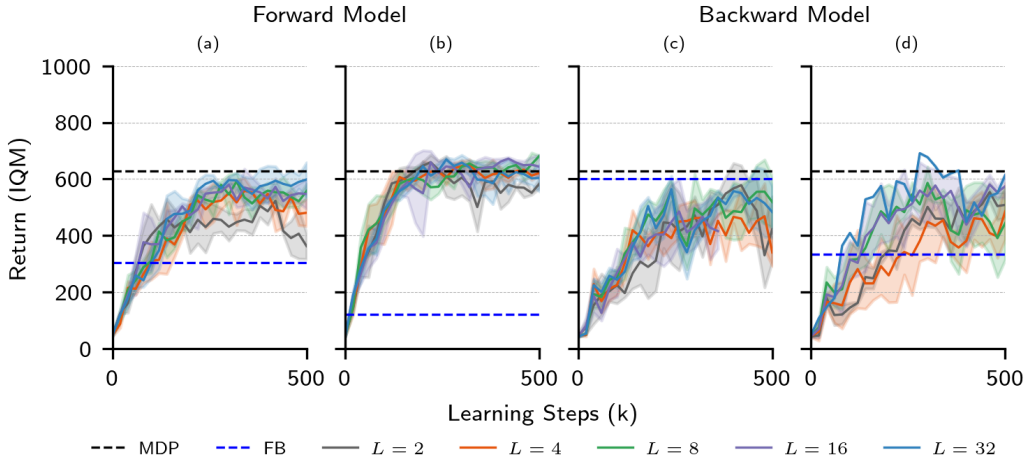 Forward Model Backward Model
(a) (b) (c) (d)
1000
800
600
400
200
0
Return (IQM)
0 500 0 500 0 500 0 500
Learning Steps (k)
MDP FB L = 2 L = 4 L = 8 L = 16 L = 32